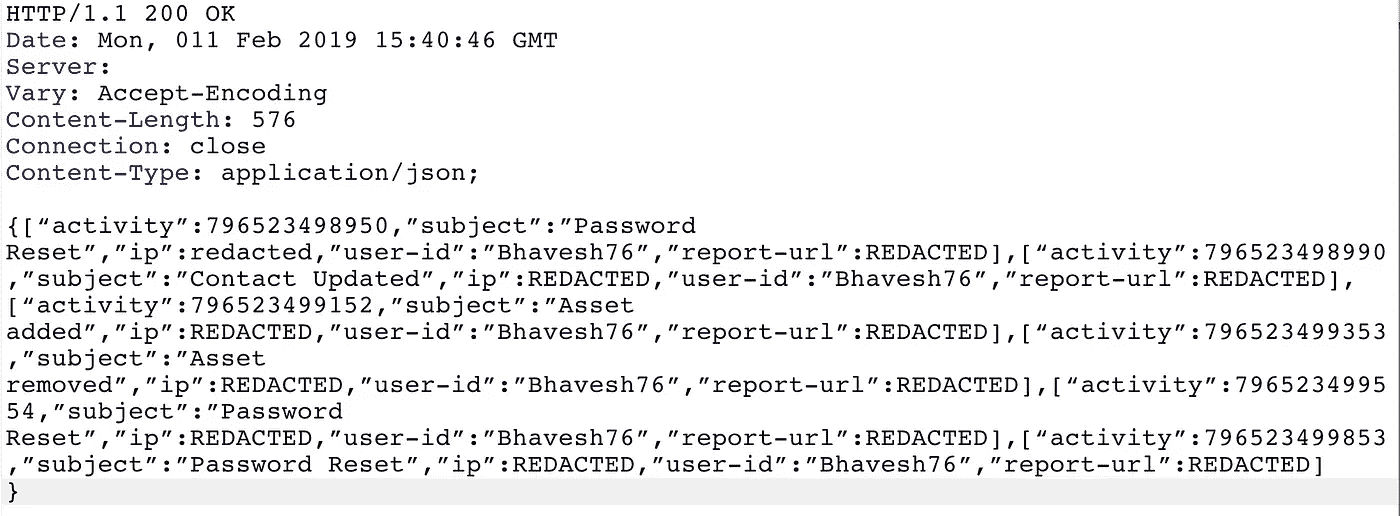 HTTP/1.1 200 OK
Date: Mon, 011 Feb 2019 15:40:46 GMT
Server:
Vary: Accept-Encoding
Content-Length: 576
Connection: close
Content-Type: application/json;
{[“activity”:796523498950,”subject”:”Password
Reset”,”ip”:redacted,”user-id”:”Bhavesh76”,”report-url”:REDACTED],[“activity”:796523498990
,”subject”:”Contact Updated”,”ip”:REDACTED,”user-id”:”Bhavesh76”,”report-url”:REDACTED],
[“activity”:796523499152,”subject”:”Asset
added”,”ip”:REDACTED,”user-id”:”Bhavesh76”,”report-url”:REDACTED],[“activity”:796523499353
,”subject”:”Asset
removed”,”ip”:REDACTED,”user-id”:”Bhavesh76”,”report-url”:REDACTED],[“activity”:7965234995
54,”subject”:”Password
Reset”,”ip”:REDACTED,”user-id”:”Bhavesh76”,”report-url”:REDACTED],[“activity”:796523499853
,”subject”:”Password Reset”,”ip”:REDACTED,”user-id”:”Bhavesh76”,”report-url”:REDACTED]
}